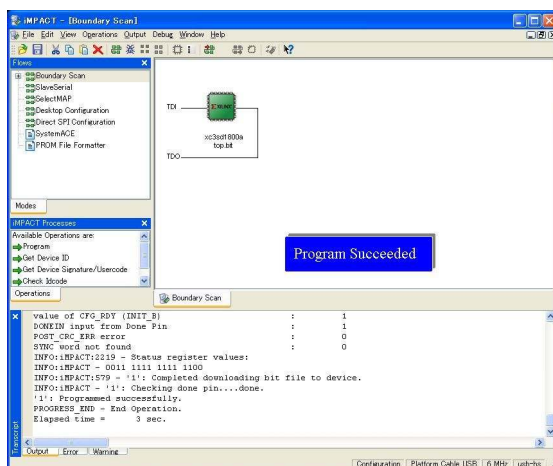 iMPACT - [Boundary Scan]
File Edit View Operations Output Debug Window Help
Flows
Boundary Scan
SlaveSerial
SelectMAP
Desktop Configuration
Direct SPI Configuration
SystemACE
PROM File Formatter
Modes
iMPACT Processes
Available Operations are:
Program
Get Device ID
Get Device Signature/Usercode
Check Idcode
Operations
TDI
XILINX
xc3sd1800a
top.bit
TDO
Program Succeeded
Boundary Scan
value of CFG_RDY (INIT_B) : 1
DONEIN input from Done Pin : 1
POST_CRC_ERR error : 0
SYNC word not found : 0
INFO:iMPACT:2219 - Status register values:
INFO:iMPACT - 0011 1111 1111 1100
INFO:iMPACT:579 - '1': Completed downloading bit file to device.
INFO:iMPACT - '1': Checking done pin....done.
'1': Programmed successfully.
PROGRESS_END - End Operation.
Elapsed time = 3 sec.
Transcript
Output Error Warning
Configuration Platform Cable USB 6 MHz usb-hs